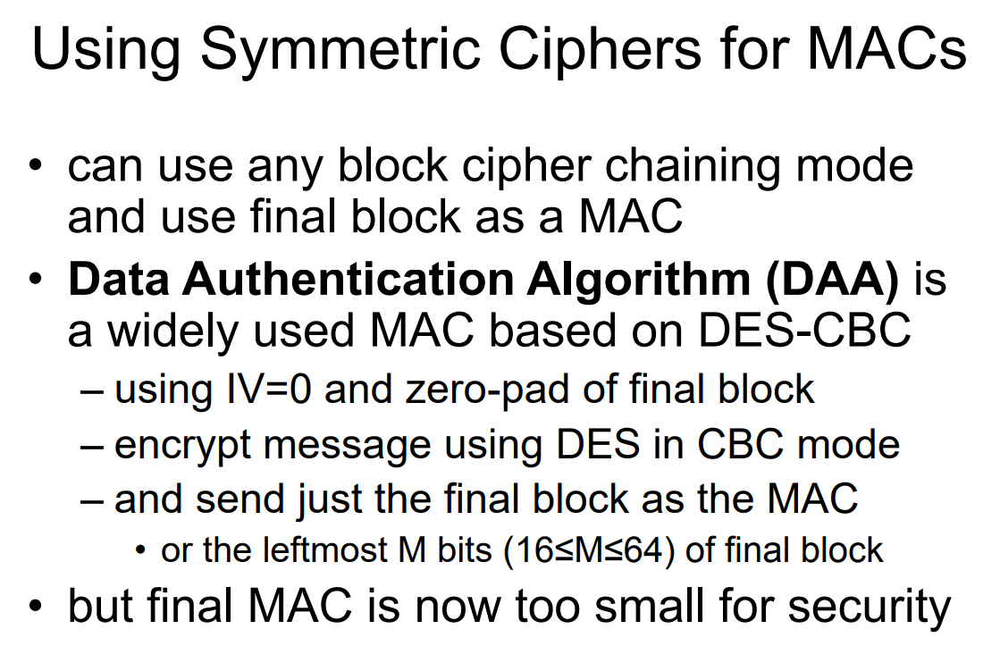 Using Symmetric Ciphers for MACs
• can use any block cipher chaining mode
and use final block as a MAC
• Data Authentication Algorithm (DAA) is
a widely used MAC based on DES-CBC
– using IV=0 and zero-pad of final block
– encrypt message using DES in CBC mode
– and send just the final block as the MAC
• or the leftmost M bits (16≤M≤64) of final block
• but final MAC is now too small for security